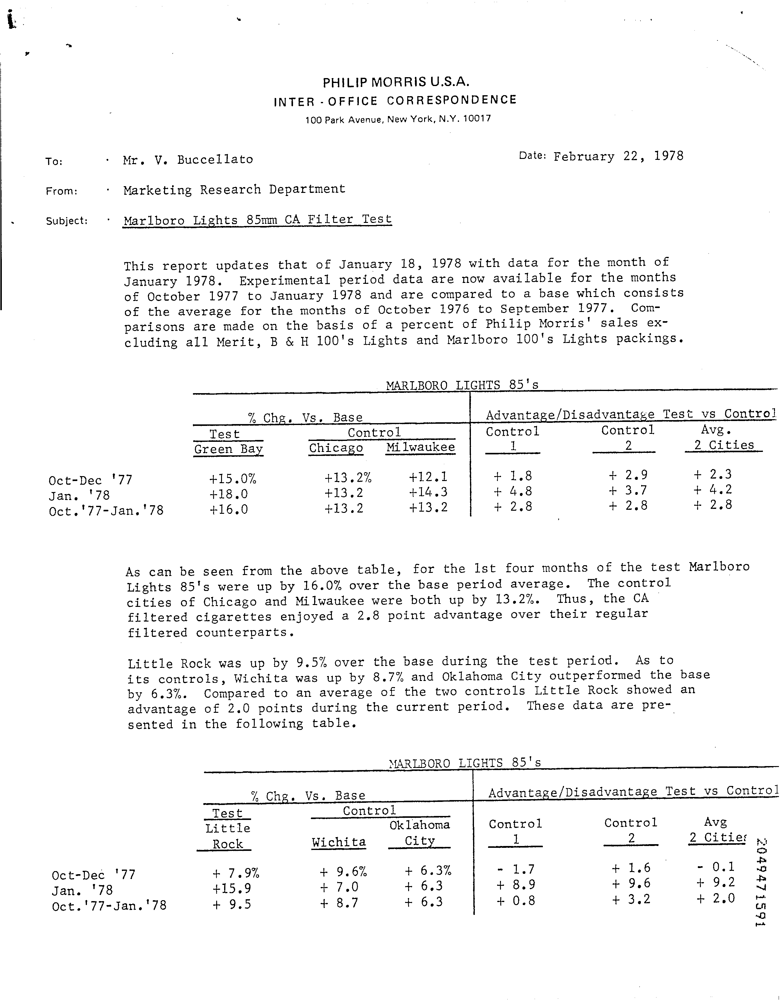 PHILIP MORRIS U.S.A.
INTER - OFFICE CORRESPONDENCE
100 Park Avenue, New York, N.Y. 10017
To: Mr. V. Buccellato Date: February 22, 1978
From: Marketing Research Department
Subject: Marlboro Lights 85mm CA Filter Test
This report updates that of January 18, 1978 with data for the month of
January 1978. Experimental period data are now available for the months
of October 1977 to January 1978 and are compared to a base which consists
of the average for the months of October 1976 to September 1977. Com-
parisons are made on the basis of a percent of Philip Morris' sales ex-
cluding all Merit, B & H 100's Lights and Marlboro 100's Lights packings.
MARLBORO LIGHTS 85's
% Chg. Vs. Base Advantage/Disadvantage Test vs Control
Test Control Control Control Avg.
Green Bay Chicago Milwaukee 1 2 2 Cities
Oct-Dec '77 +15.0% +13.2% +12.1 + 1.8 + 2.9 + 2.3
Jan. '78 +18.0 +13.2 +14.3 + 4.8 + 3.7 + 4.2
Oct.'77-Jan.'78 +16.0 +13.2 +13.2 + 2.8 + 2.8 + 2.8
As can be seen from the above table, for the 1st four months of the test Marlboro
Lights 85's were up by 16.0% over the base period average. The control
cities of Chicago and Milwaukee were both up by 13.2%. Thus, the CA
filtered cigarettes enjoyed a 2.8 point advantage over their regular
filtered counterparts.
Little Rock was up by 9.5% over the base during the test period. As to
its controls, Wichita was up by 8.7% and Oklahoma City outperformed the base
by 6.3%. Compared to an average of the two controls Little Rock showed an
advantage of 2.0 points during the current period. These data are pre-
sented in the following table.
MARLBORO LIGHTS 85's
% Chg. Vs. Base Advantage/Disadvantage Test vs Control
Test Control
Little Oklahoma Control Control Avg
Rock Wichita City 1 2 2 Cities
Oct-Dec '77 + 7.9% + 9.6% + 6.3% - 1.7 + 1.6 - 0.1
Jan. '78 +15.9 + 7.0 + 6.3 + 8.9 + 9.6 + 9.2
Oct.'77-Jan.'78 + 9.5 + 8.7 + 6.3 + 0.8 + 3.2 + 2.0
2049471591